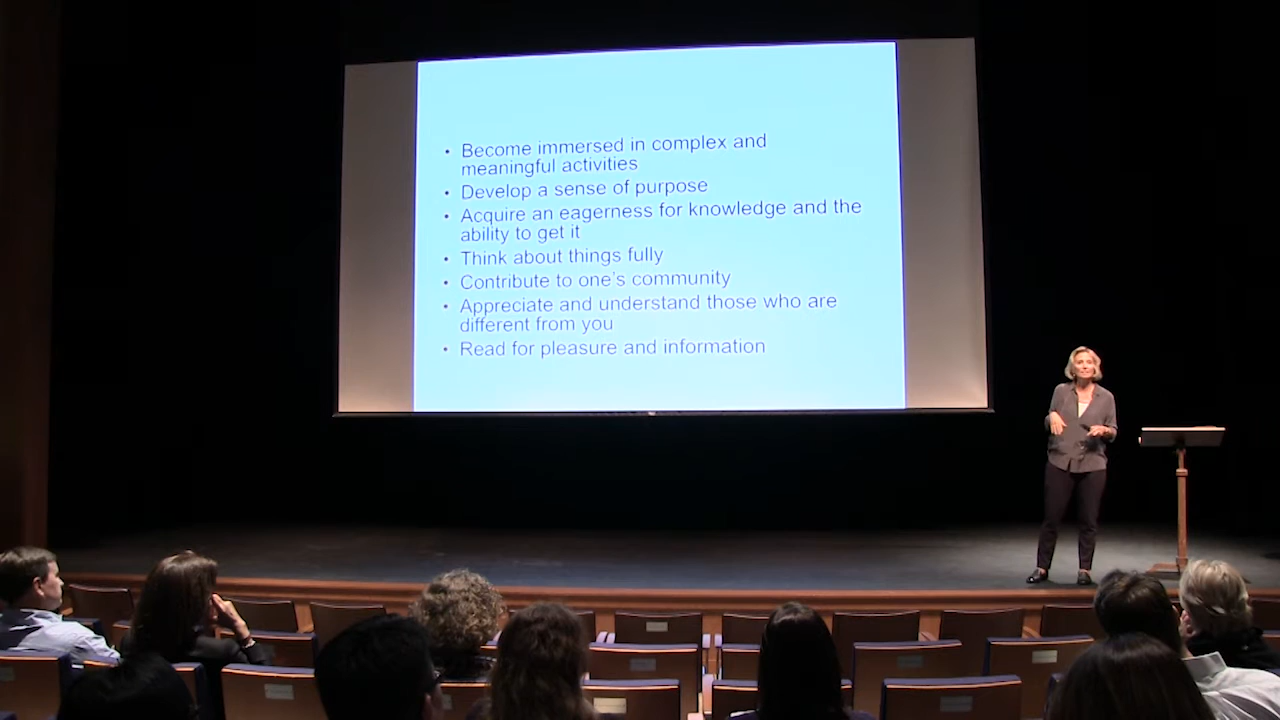 • Become immersed in complex and
meaningful activities
• Develop a sense of purpose
• Acquire an eagerness for knowledge and the
ability to get it
• Think about things fully
• Contribute to one's community
• Appreciate and understand those who are
different from you
• Read for pleasure and information